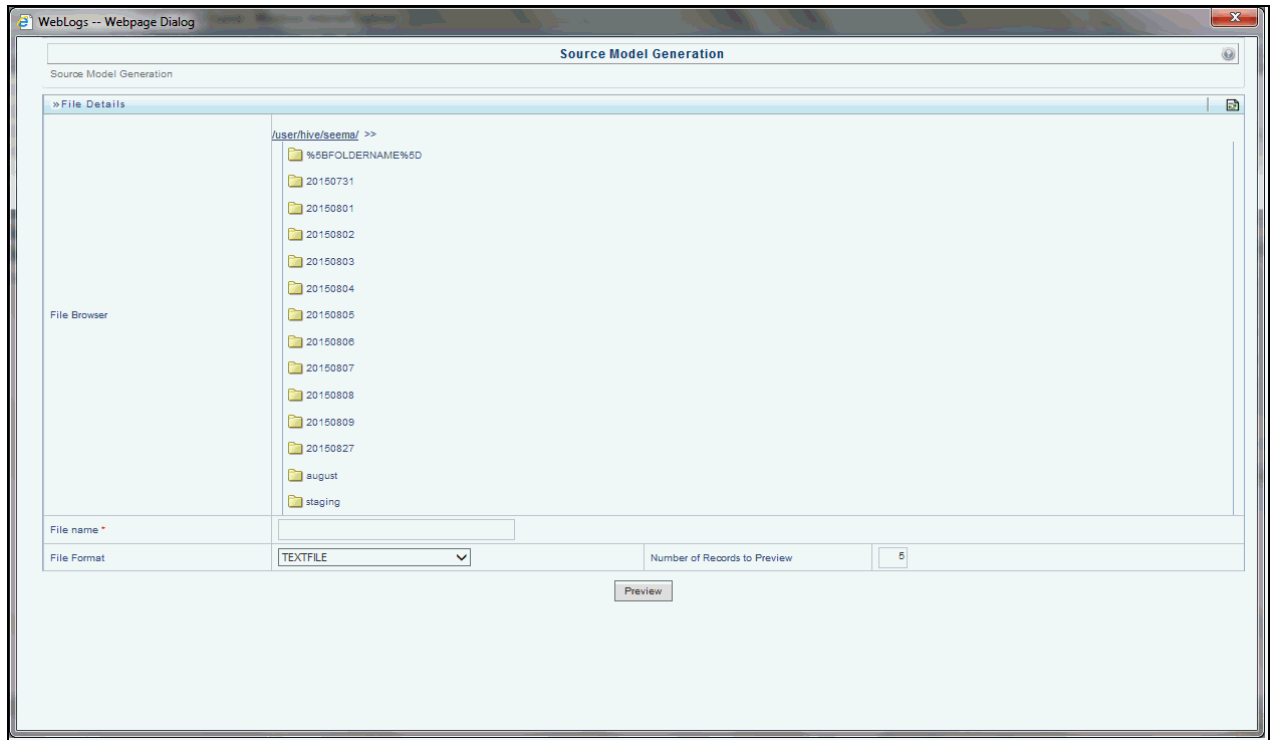 WebLogs -- Webpage Dialog
Source Model Generation
Source Model Generation
»File Details
/user/hive/seema/ >>
%5BFOLDERNAME%5D
20150731
20150801
20150802
20150803
20150804
File Browser
20150805
20150806
20150807
20150808
20150809
20150827
august
staging
File name *
File Format TEXTFILE Number of Records to Preview 5
Preview